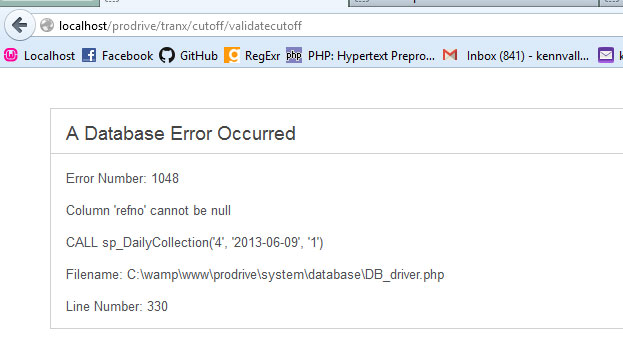 localhost/prodrive/tranx/cutoff/validatecutoff
Localhost Facebook GitHub RegExr PHP: Hypertext Prepro... Inbox (841) - kennvall...
A Database Error Occurred
Error Number: 1048
Column 'refno' cannot be null
CALL sp_DailyCollection('4', '2013-06-09', '1')
Filename: C:\wamp\www\prodrive\system\database\DB_driver.php
Line Number: 330